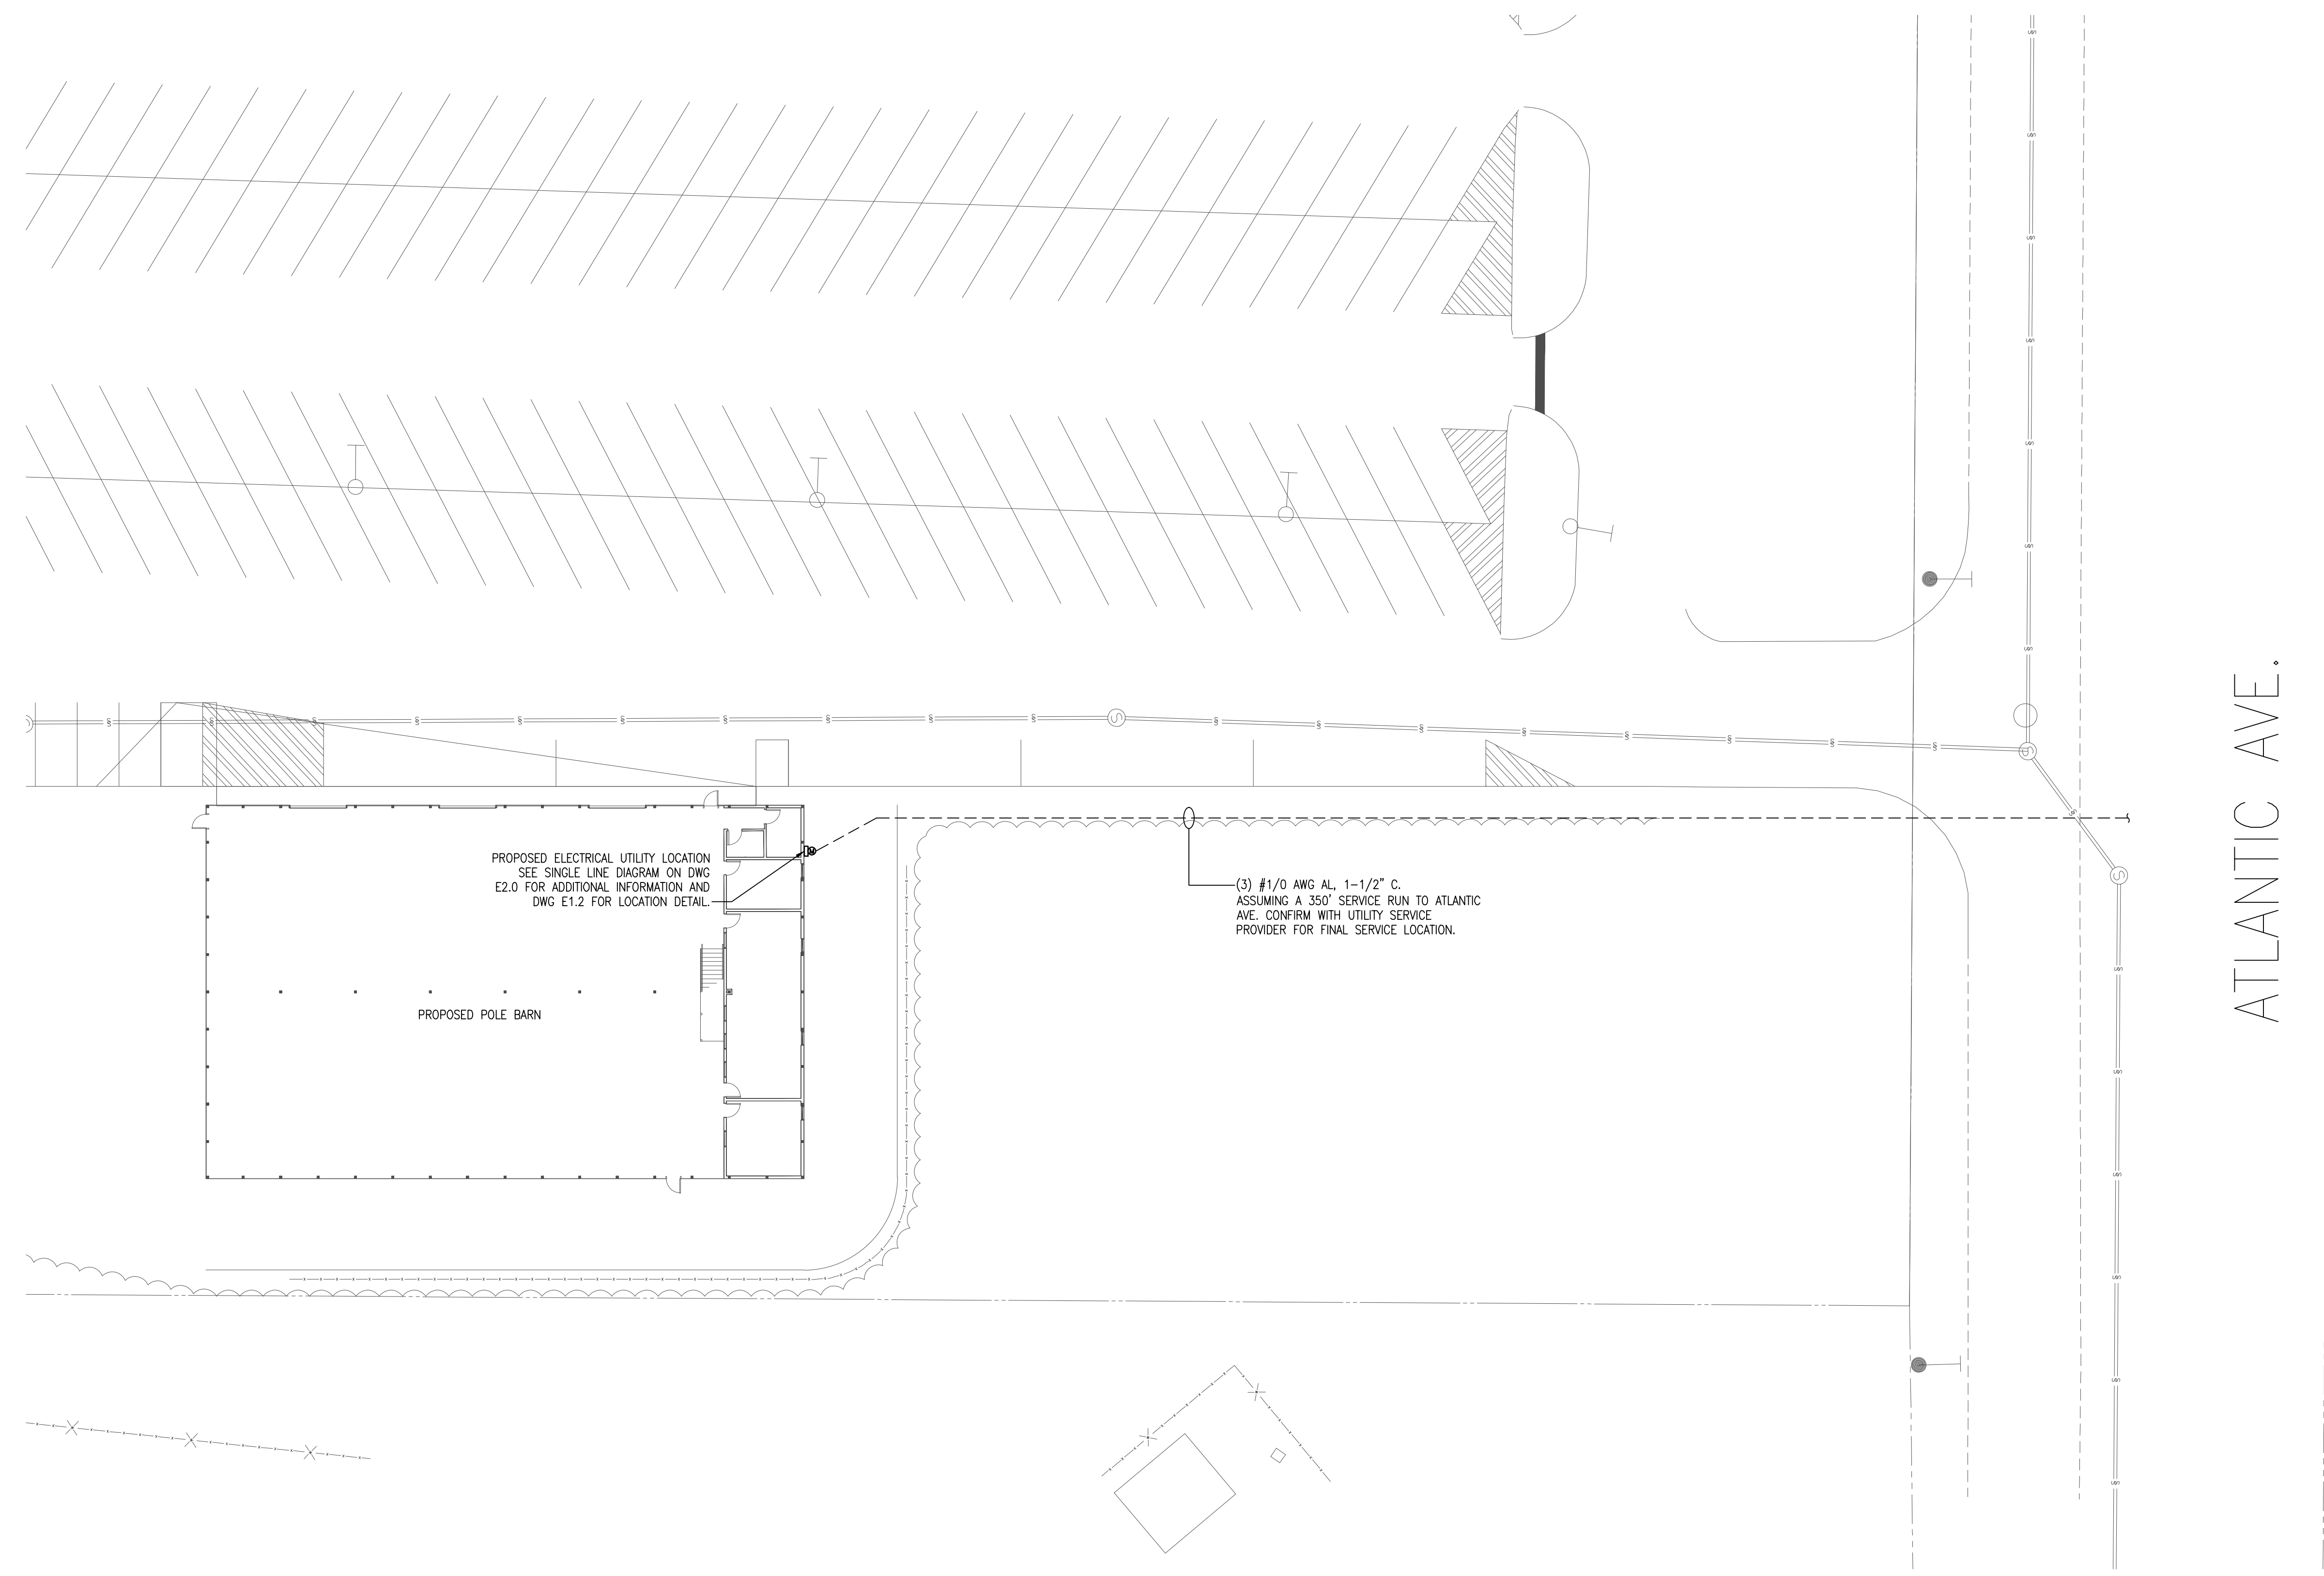 PROPOSED ELECTRICAL UTILITY LOCATION
SEE SINGLE LINE DIAGRAM ON DWG
E2.0 FOR ADDITIONAL INFORMATION AND
DWG E1.2 FOR LOCATION DETAIL.
(3) #1/0 AWG AL, 1-1/2" C.
ASSUMING A 350' SERVICE RUN TO ATLANTIC
AVE. CONFIRM WITH UTILITY SERVICE
PROVIDER FOR FINAL SERVICE LOCATION.
PROPOSED POLE BARN
ATLANTIC AVE.